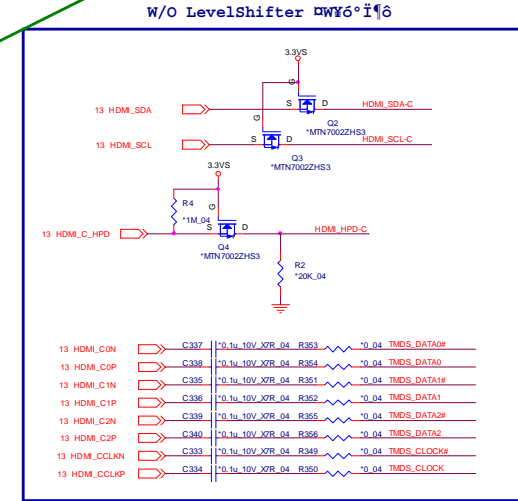 W/O LevelShifter ¤W¥ó°Ï¶ô
3.3VS
G
13 HDMI_SDA S D HDMI_SDA-C
Q2
*MTN7002ZHS3
G
13 HDMI_SCL S D HDMI_SCL-C
Q3
*MTN7002ZHS3
3.3VS
R4
*1M_04
G
13 HDMI_C_HPD S D HDMI_HPD-C
Q4
*MTN7002ZHS3
R2
*20K_04
13 HDMI_C0N C337 *0.1u_10V_X7R_04 R353 *0_04 TMDS_DATA0#
13 HDMI_C0P C338 *0.1u_10V_X7R_04 R354 *0_04 TMDS_DATA0
13 HDMI_C1N C335 *0.1u_10V_X7R_04 R351 *0_04 TMDS_DATA1#
13 HDMI_C1P C336 *0.1u_10V_X7R_04 R352 *0_04 TMDS_DATA1
13 HDMI_C2N C339 *0.1u_10V_X7R_04 R355 *0_04 TMDS_DATA2#
13 HDMI_C2P C340 *0.1u_10V_X7R_04 R356 *0_04 TMDS_DATA2
13 HDMI_CCLKN C333 *0.1u_10V_X7R_04 R349 *0_04 TMDS_CLOCK#
13 HDMI_CCLKP C334 *0.1u_10V_X7R_04 R350 *0_04 TMDS_CLOCK